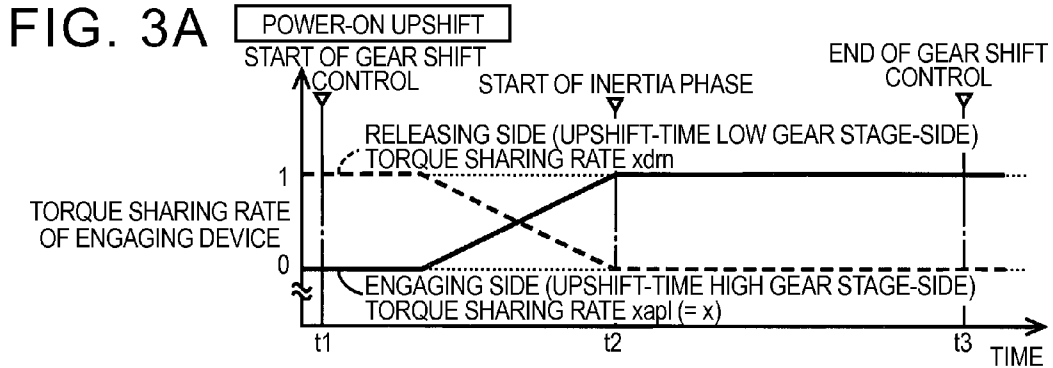 FIG. 3A
POWER-ON UPSHIFT
START OF GEAR SHIFT
CONTROL
START OF INERTIA PHASE
END OF GEAR SHIFT
CONTROL
RELEASING SIDE (UPSHIFT-TIME LOW GEAR STAGE-SIDE)
TORQUE SHARING RATE xdrn
1
TORQUE SHARING RATE
OF ENGAGING DEVICE
0
ENGAGING SIDE (UPSHIFT-TIME HIGH GEAR STAGE-SIDE)
TORQUE SHARING RATE xapl (= x)
t1
t2
t3
TIME